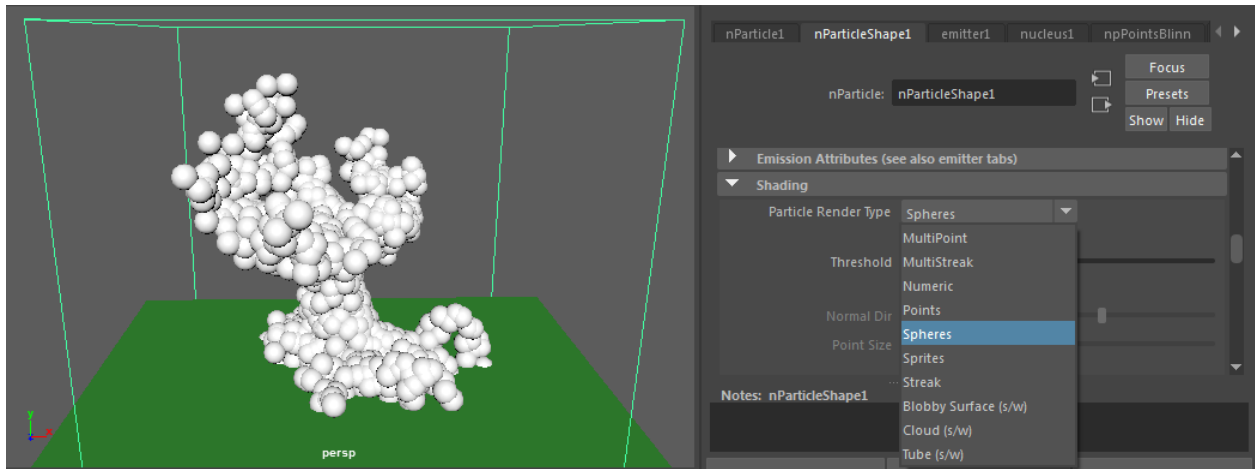 nParticle1 nParticleShape1 emitter1 nucleus1 npPointsBlinn
Focus
nParticle: nParticleShape1
Presets
Show Hide
Emission Attributes (see also emitter tabs)
Shading
Particle Render Type Spheres
MultiPoint
Threshold MultiStreak
Numeric
Normal Dir Points
Spheres
Point Size
Sprites
Streak
Notes: nParticleShape1
Blobby Surface (s/w)
Cloud (s/w)
Tube (s/w)
y
x
persp